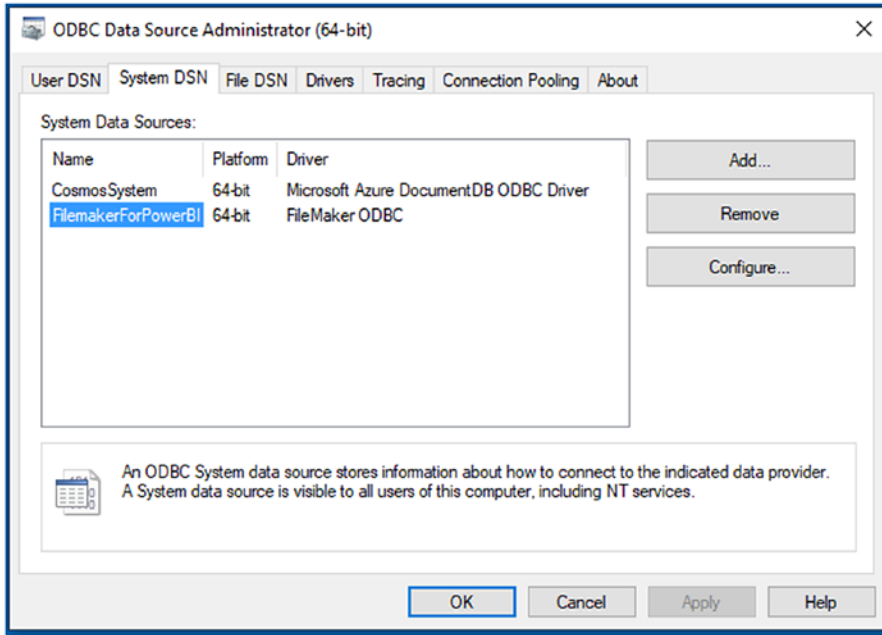 ODBC Data Source Administrator (64-bit)
User DSN System DSN File DSN Drivers Tracing Connection Pooling About
System Data Sources:
Name Platform Driver
CosmosSystem 64-bit Microsoft Azure DocumentDB ODBC Driver
FilemakerForPowerBI 64-bit FileMaker ODBC
Add...
Remove
Configure...
An ODBC System data source stores information about how to connect to the indicated data provider.
A System data source is visible to all users of this computer, including NT services.
OK Cancel Apply Help